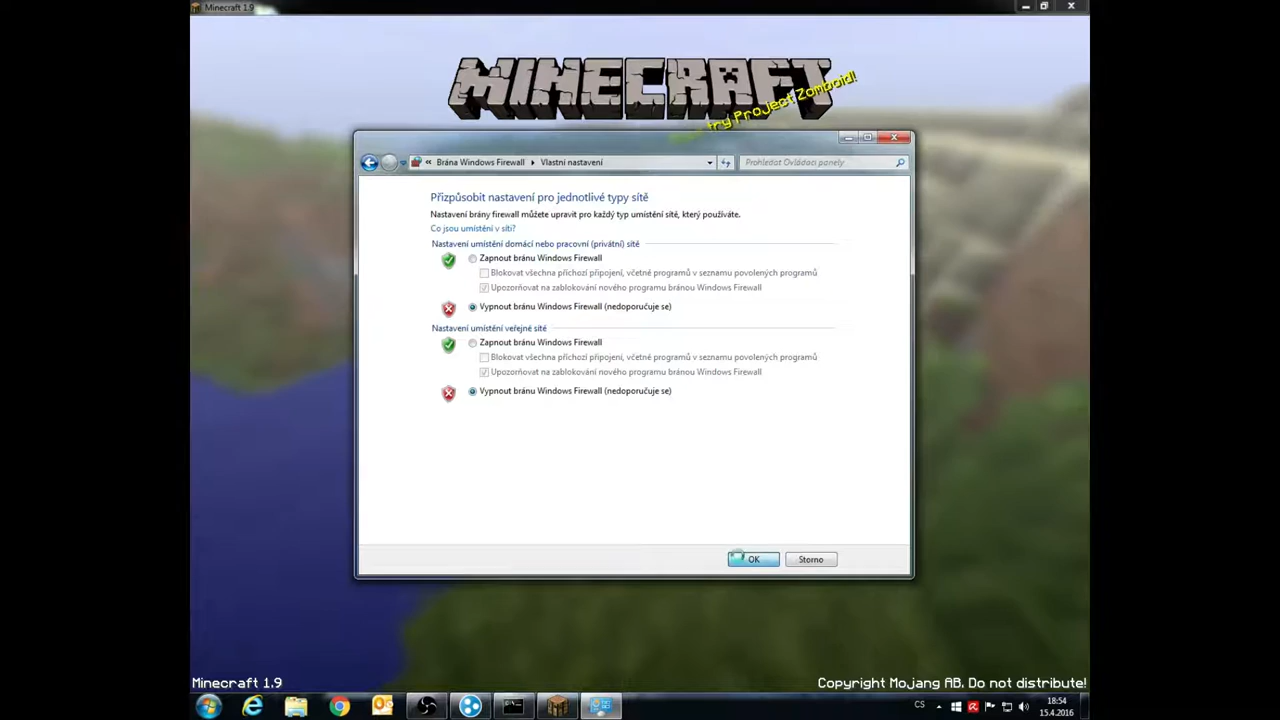 Minecraft 1.9
MINECRAFT
try Project Zomboid!
« Brána Windows Firewall Vlastní nastavení
Prohledat Ovládací panely
Přizpůsobit nastavení pro jednotlivé typy sítě
Nastavení brány firewall můžete upravit pro každý typ umístění sítě, který používáte.
Co jsou umístění v síti?
Nastavení umístění domácí nebo pracovní (privátní) sítě
Zapnout bránu Windows Firewall
Blokovat všechna příchozí připojení, včetně programů v seznamu povolených programů
Upozorňovat na zablokování nového programu bránou Windows Firewall
Vypnout bránu Windows Firewall (nedoporučuje se)
Nastavení umístění veřejné sítě
Zapnout bránu Windows Firewall
Blokovat všechna příchozí připojení, včetně programů v seznamu povolených programů
Upozorňovat na zablokování nového programu bránou Windows Firewall
Vypnout bránu Windows Firewall (nedoporučuje se)
OK Storno
Minecraft 1.9
Copyright Mojang AB. Do not distribute!
CS
18:54
15.4.2016